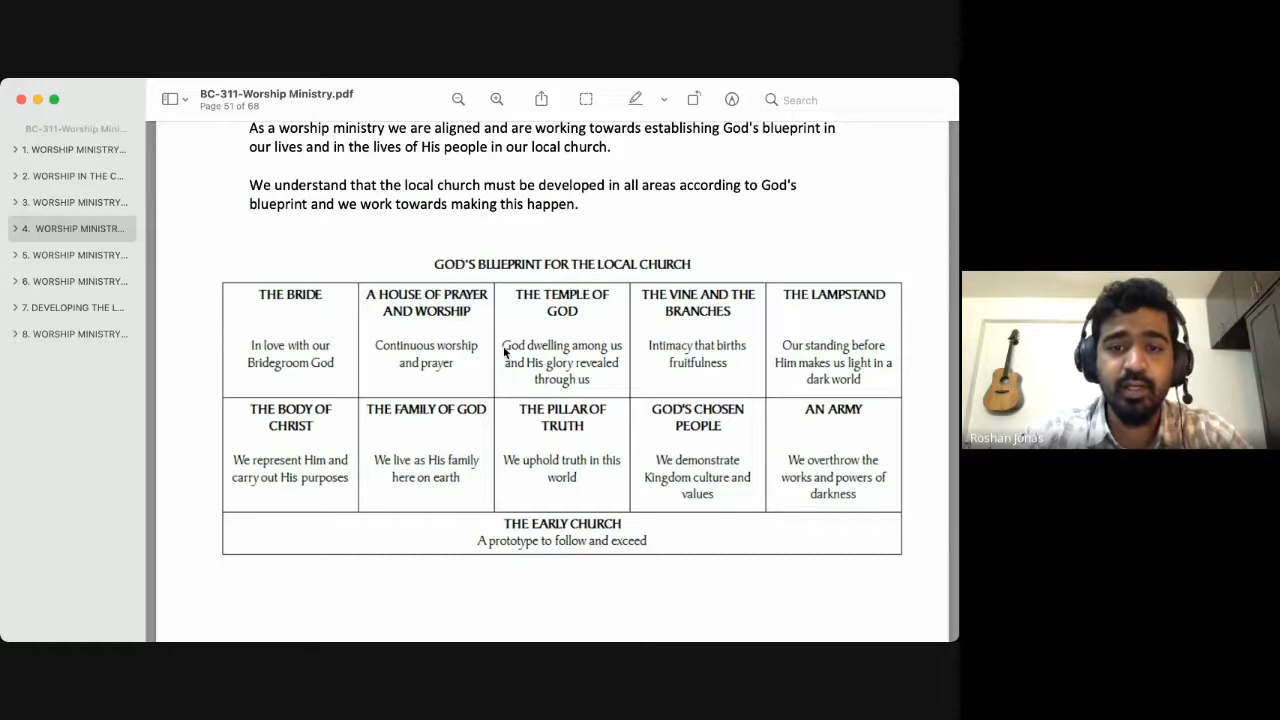 BC-311-Worship Ministry.pdf
Page 51 of 68
Search
BC-311-Worship Mini...
1. WORSHIP MINISTRY...
2. WORSHIP IN THE C...
3. WORSHIP MINISTRY...
4. WORSHIP MINISTR...
5. WORSHIP MINISTRY...
6. WORSHIP MINISTRY...
7. DEVELOPING THE L...
8. WORSHIP MINISTRY...
As a worship ministry we are aligned and are working towards establishing God's blueprint in
our lives and in the lives of His people in our local church.
We understand that the local church must be developed in all areas according to God's
blueprint and we work towards making this happen.
GOD'S BLUEPRINT FOR THE LOCAL CHURCH
THE BRIDE
In love with our
Bridegroom God
A HOUSE OF PRAYER
AND WORSHIP
Continuous worship
and prayer
THE TEMPLE OF
GOD
God dwelling among us
and His glory revealed
through us
THE VINE AND THE
BRANCHES
Intimacy that births
fruitfulness
THE LAMPSTAND
Our standing before
Him makes us light in a
dark world
THE BODY OF
CHRIST
We represent Him and
carry out His purposes
THE FAMILY OF GOD
We live as His family
here on earth
THE PILLAR OF
TRUTH
We uphold truth in this
world
GOD'S CHOSEN
PEOPLE
We demonstrate
Kingdom culture and
values
AN ARMY
We overthrow the
works and powers of
darkness
THE EARLY CHURCH
A prototype to follow and exceed
Roshan Jonas